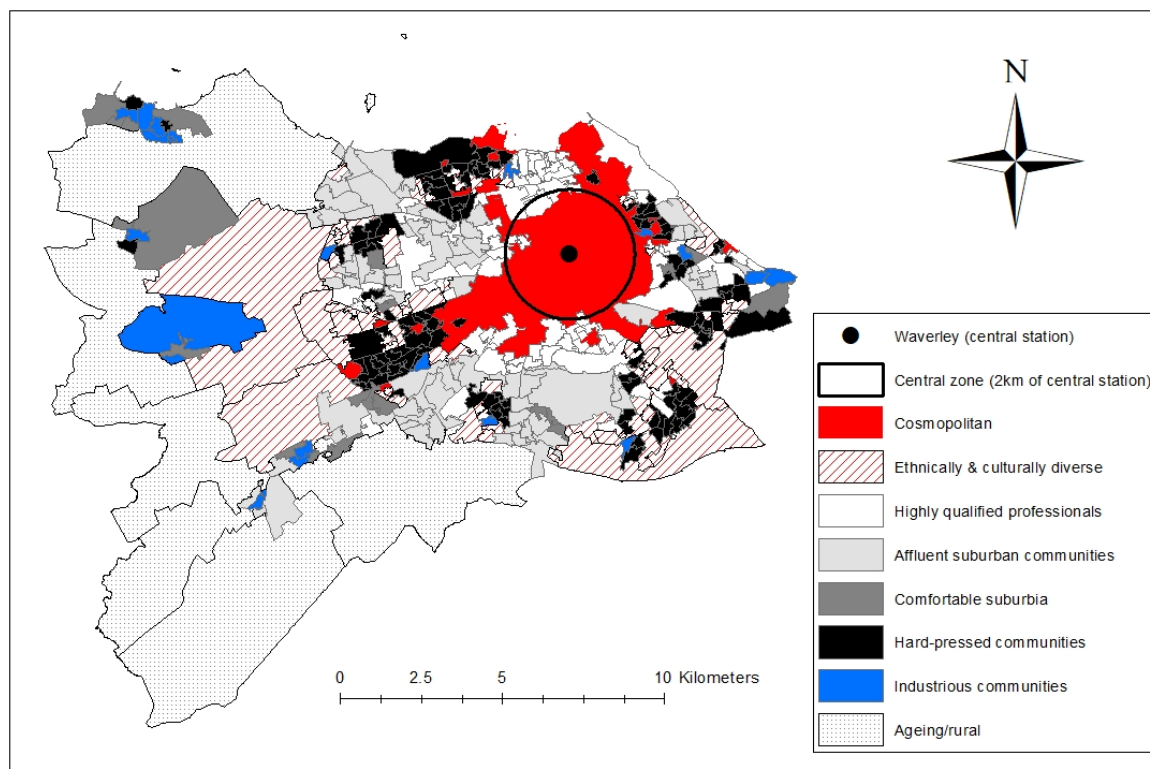 N
Waverley (central station)
Central zone (2km of central station)
Cosmopolitan
Ethnically & culturally diverse
Highly qualified professionals
Affluent suburban communities
Comfortable suburbia
Hard-pressed communities
Industrious communities
Ageing/rural
0 2.5 5 10 Kilometers